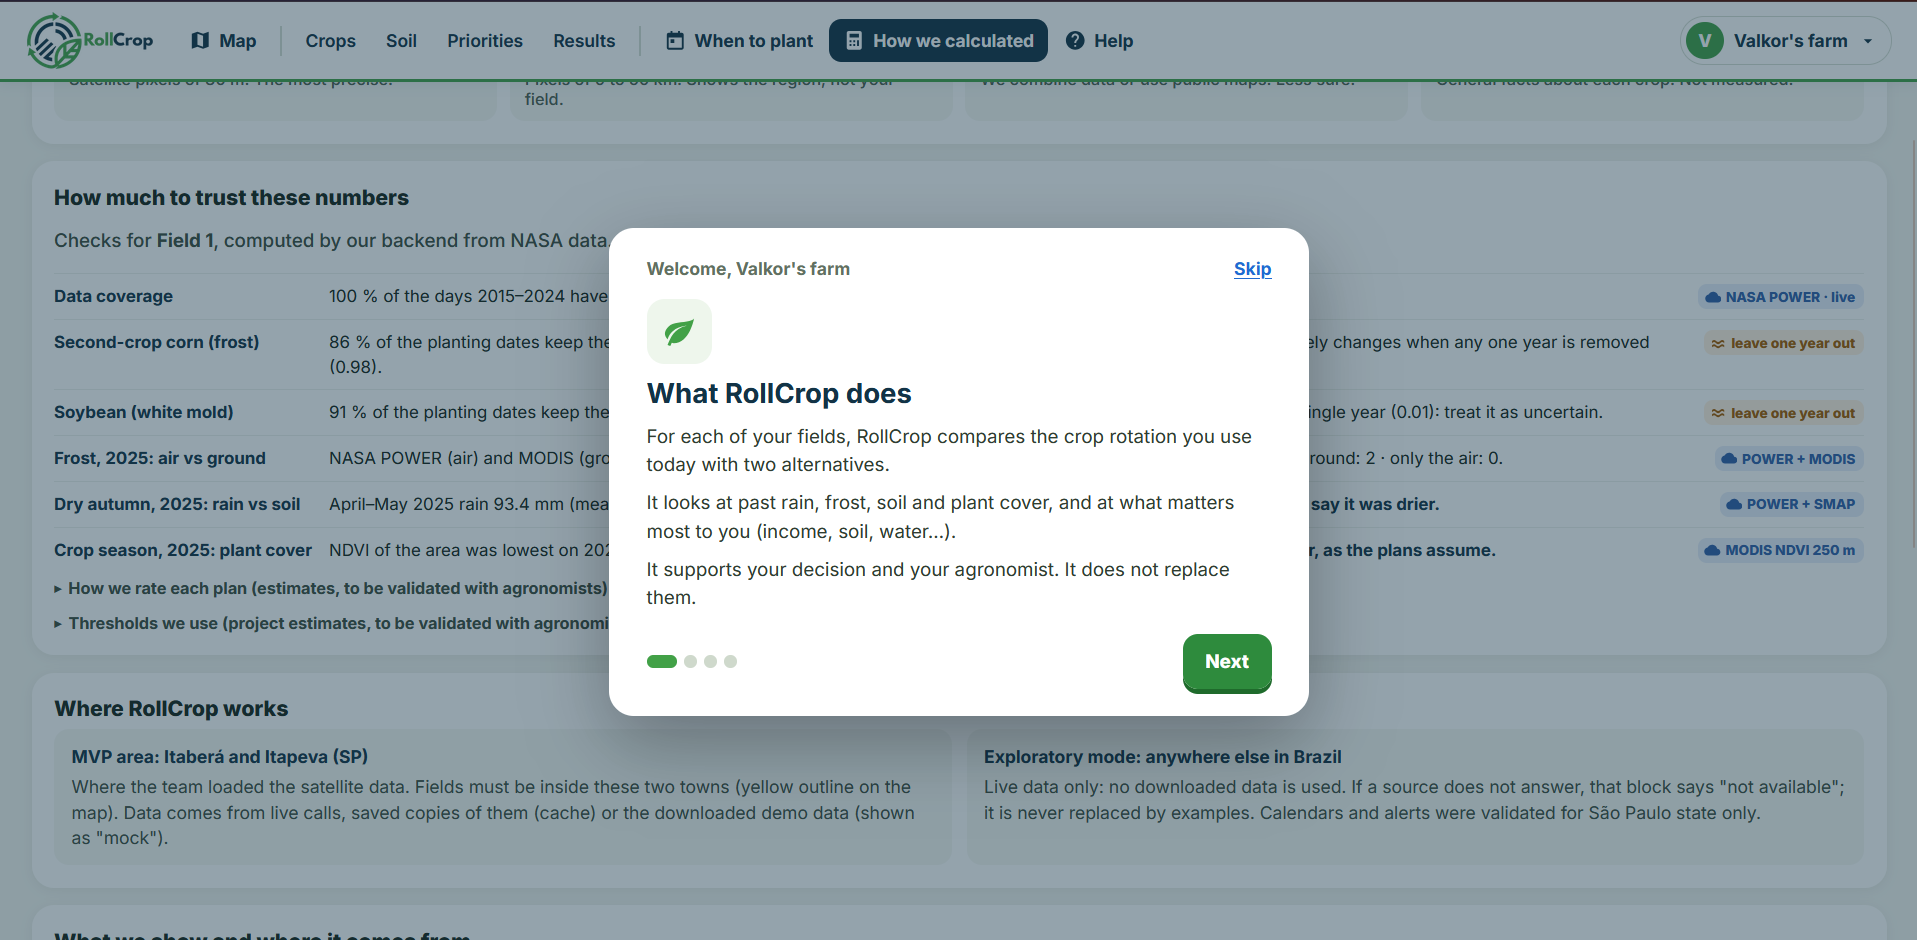 RollCrop
Map
Crops
Soil
Priorities
Results
When to plant
How we calculated
Help
V
Valkor's farm
field.
How much to trust these numbers
Checks for Field 1, computed by our backend from NASA data.
Data coverage
100 % of the days 2015–2024 have
NASA POWER · live
Second-crop corn (frost)
86 % of the planting dates keep the
ely changes when any one year is removed
(0.98).
leave one year out
Soybean (white mold)
91 % of the planting dates keep the
ingle year (0.01): treat it as uncertain.
leave one year out
Frost, 2025: air vs ground
NASA POWER (air) and MODIS (gro
round: 2 · only the air: 0.
POWER + MODIS
Dry autumn, 2025: rain vs soil
April–May 2025 rain 93.4 mm (mea
say it was drier.
POWER + SMAP
Crop season, 2025: plant cover
NDVI of the area was lowest on 202
r, as the plans assume.
MODIS NDVI 250 m
▸ How we rate each plan (estimates, to be validated with agronomists)
▸ Thresholds we use (project estimates, to be validated with agronomi
Welcome, Valkor's farm
Skip
What RollCrop does
For each of your fields, RollCrop compares the crop rotation you use
today with two alternatives.
It looks at past rain, frost, soil and plant cover, and at what matters
most to you (income, soil, water...).
It supports your decision and your agronomist. It does not replace
them.
Next
Where RollCrop works
MVP area: Itaberá and Itapeva (SP)
Where the team loaded the satellite data. Fields must be inside these two towns (yellow outline on the
map). Data comes from live calls, saved copies of them (cache) or the downloaded demo data (shown
as "mock").
Exploratory mode: anywhere else in Brazil
Live data only: no downloaded data is used. If a source does not answer, that block says "not available";
it is never replaced by examples. Calendars and alerts were validated for São Paulo state only.
What we show and where it comes from